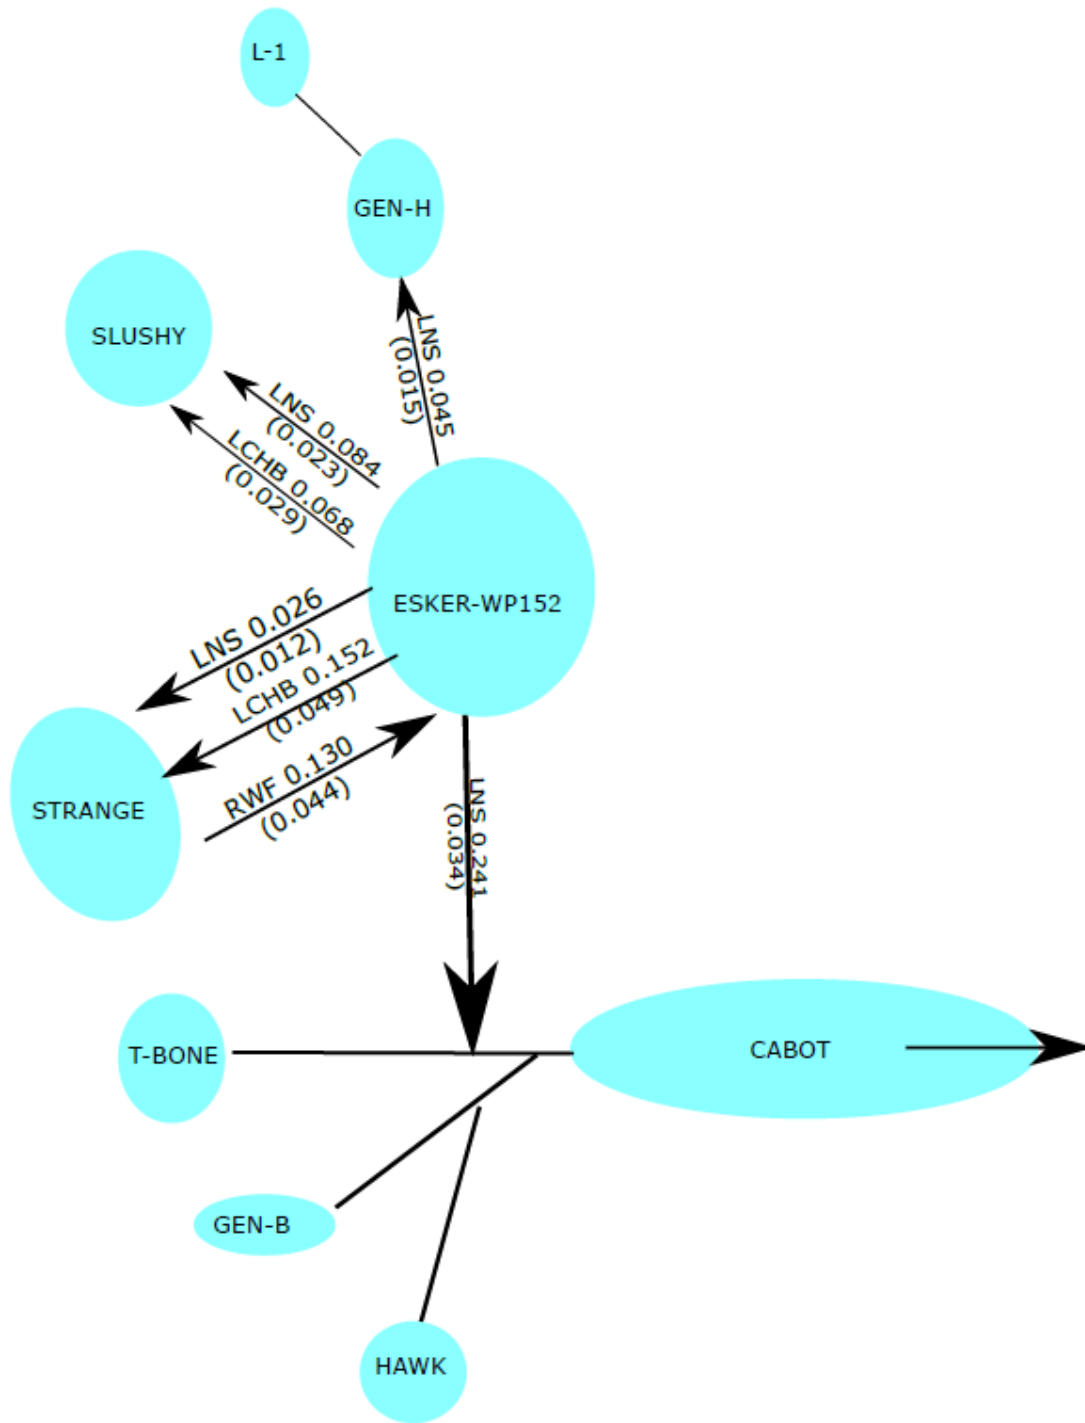 L-1
GEN-H
SLUSHY
LNS 0.045
(0.015)
LNS 0.084
(0.023)
LCHB 0.068
(0.029)
ESKER-WP152
LNS 0.026
(0.012)
LCHB 0.152
(0.049)
RWF 0.130
(0.044)
STRANGE
LNS 0.241
(0.034)
T-BONE
CABOT
GEN-B
HAWK